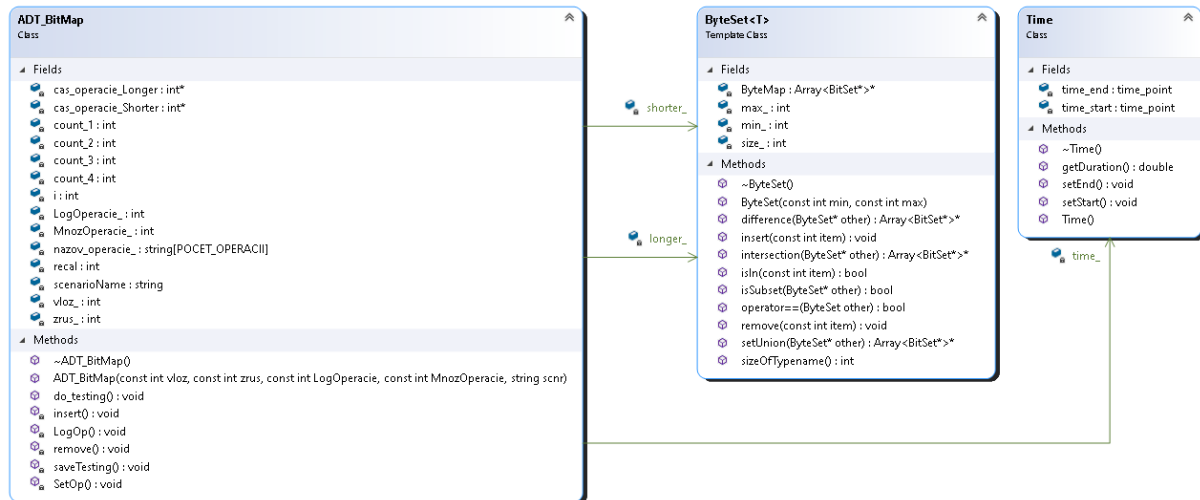 ADT_BitMap
Class
Fields
cas_operacie_Longer : int*
cas_operacie_Shorter : int*
count_1 : int
count_2 : int
count_3 : int
count_4 : int
i : int
LogOperacie_ : int
MnozOperacie_ : int
nazov_operacie_ : string[POCET_OPERACII]
recal : int
scenarioName : string
vloz_ : int
zrus_ : int
Methods
~ADT_BitMap()
ADT_BitMap(const int vloz, const int zrus, const int LogOperacie, const int MnozOperacie, string scnr)
do_testing() : void
insert() : void
LogOp() : void
remove() : void
saveTesting() : void
SetOp() : void
shorter_
longer_
ByteSet<T>
Template Class
Fields
ByteMap : Array<BitSet*>*
max_ : int
min_ : int
size_ : int
Methods
~ByteSet()
ByteSet(const int min, const int max)
difference(ByteSet* other) : Array<BitSet*>*
insert(const int item) : void
intersection(ByteSet* other) : Array<BitSet*>*
isIn(const int item) : bool
isSubset(ByteSet* other) : bool
operator==(ByteSet other) : bool
remove(const int item) : void
setUnion(ByteSet* other) : Array<BitSet*>*
sizeOfTypename() : int
Time
Class
Fields
time_end : time_point
time_start : time_point
Methods
~Time()
getDuration() : double
setEnd() : void
setStart() : void
Time()
time_